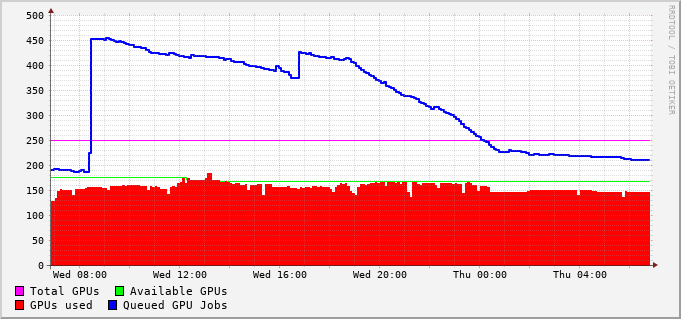 500
450
400
350
300
250
200
150
100
50
0
Wed 08:00 Wed 12:00 Wed 16:00 Wed 20:00 Thu 00:00 Thu 04:00
Total GPUs Available GPUs
GPUs used Queued GPU Jobs
RRDTOOL / TOBI OETIKER